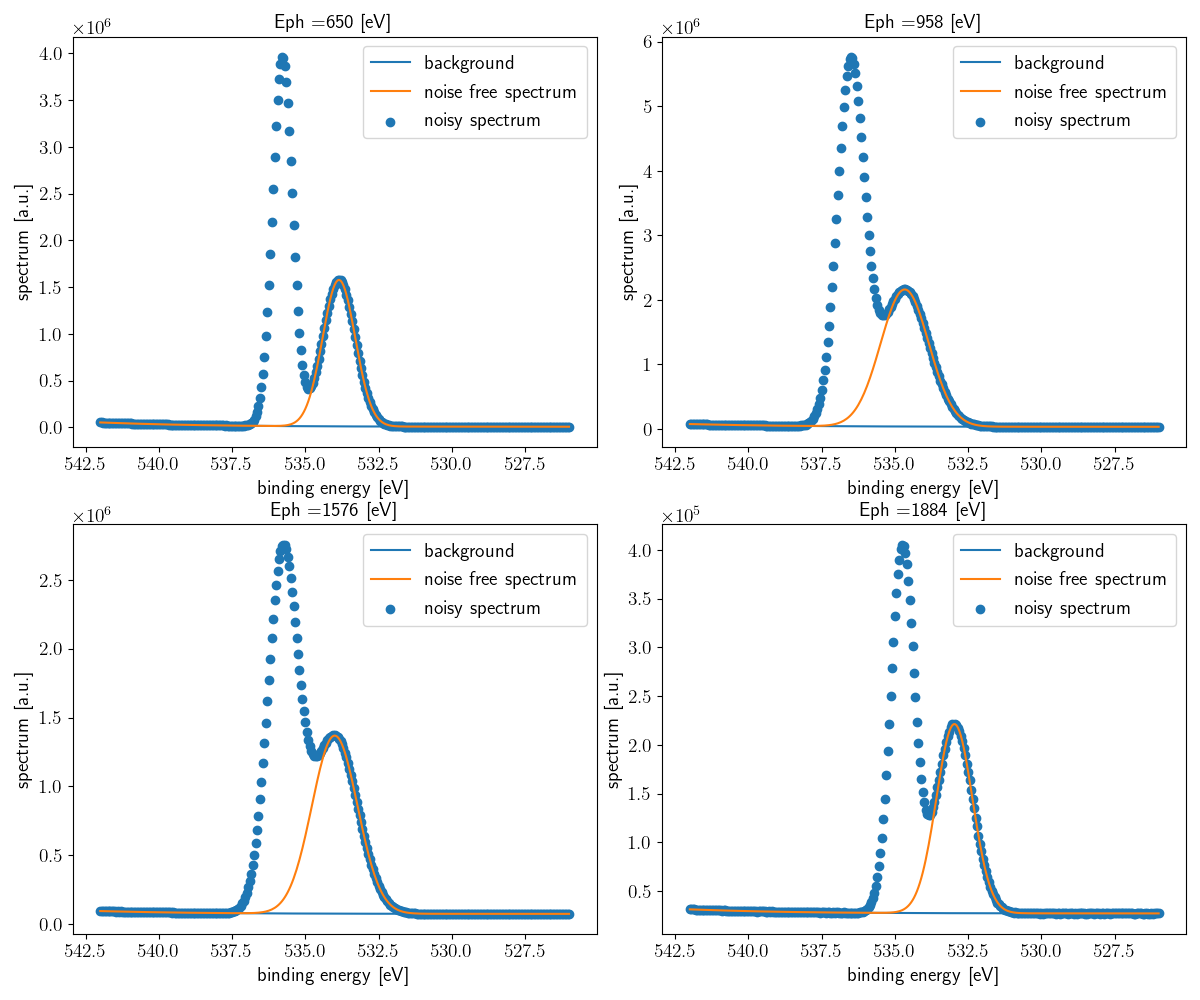 Eph =650 [eV]
×10⁶
4.0
3.5
3.0
2.5
2.0
1.5
1.0
0.5
0.0
spectrum [a.u.]
background
noise free spectrum
noisy spectrum
542.5 540.0 537.5 535.0 532.5 530.0 527.5
binding energy [eV]
Eph =958 [eV]
×10⁶
6
5
4
3
2
1
0
spectrum [a.u.]
background
noise free spectrum
noisy spectrum
542.5 540.0 537.5 535.0 532.5 530.0 527.5
binding energy [eV]
Eph =1576 [eV]
×10⁶
2.5
2.0
1.5
1.0
0.5
0.0
spectrum [a.u.]
background
noise free spectrum
noisy spectrum
542.5 540.0 537.5 535.0 532.5 530.0 527.5
binding energy [eV]
Eph =1884 [eV]
×10⁵
4.0
3.5
3.0
2.5
2.0
1.5
1.0
0.5
spectrum [a.u.]
background
noise free spectrum
noisy spectrum
542.5 540.0 537.5 535.0 532.5 530.0 527.5
binding energy [eV]